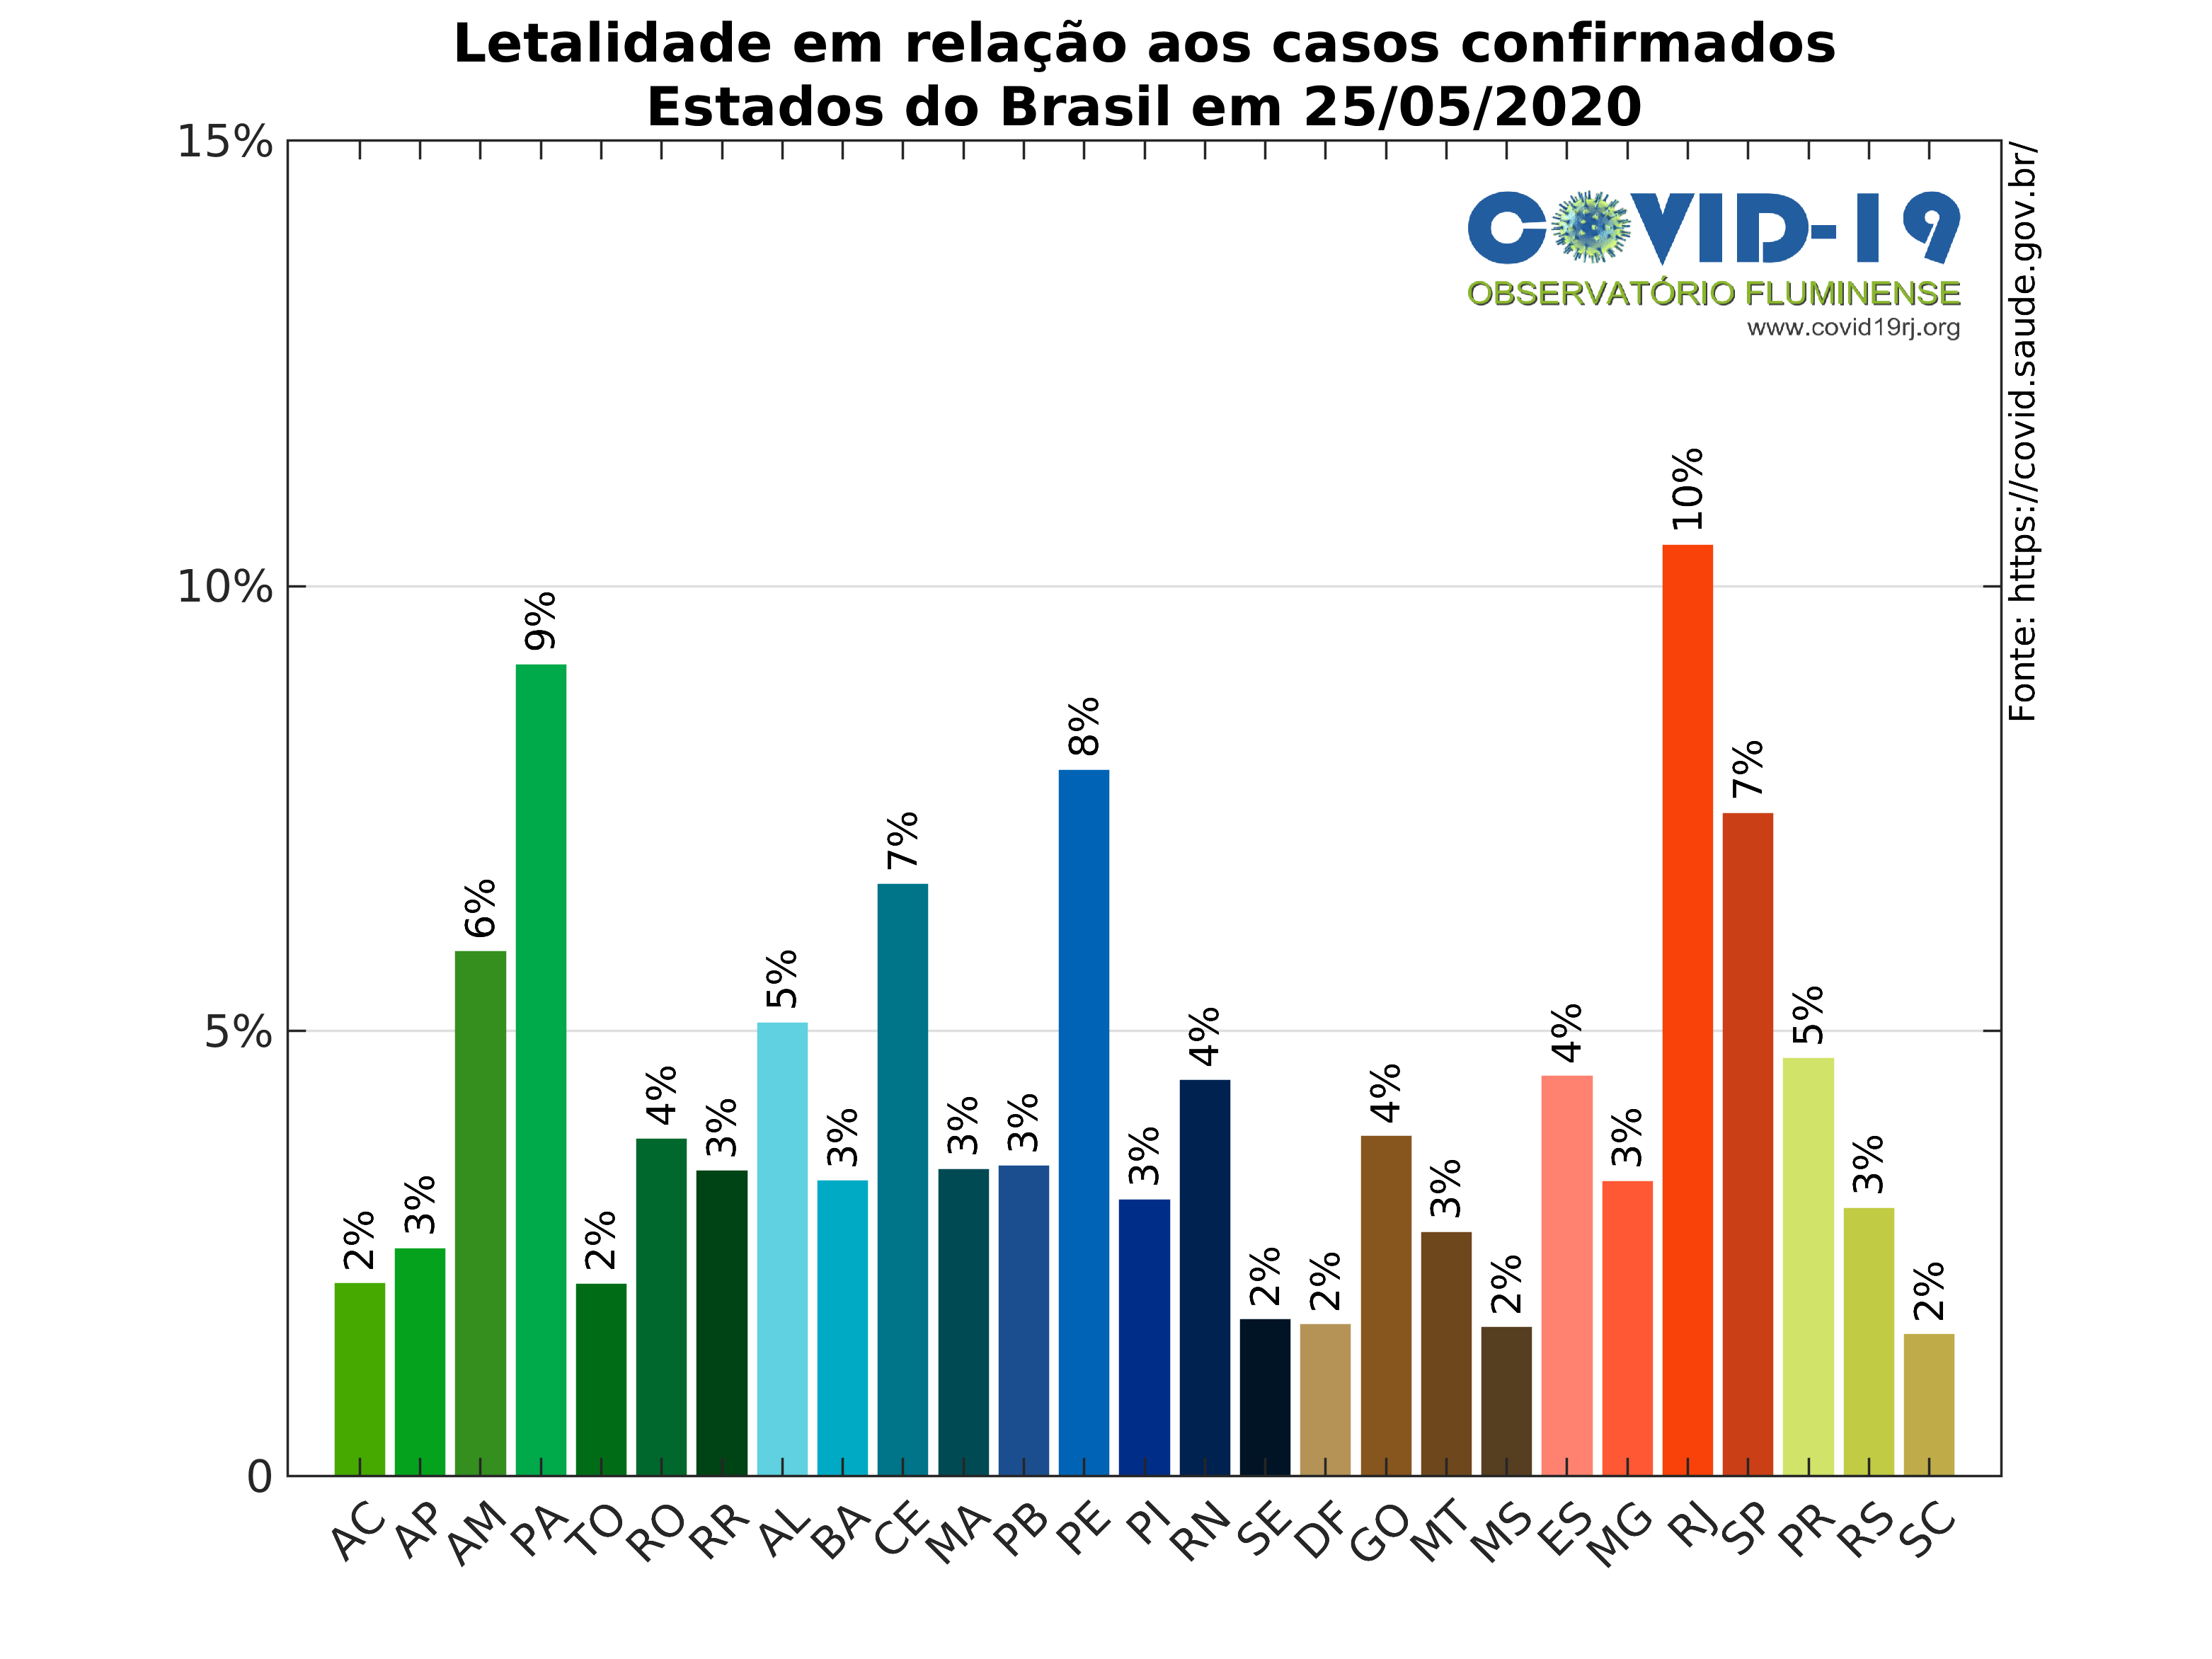 Letalidade em relação aos casos confirmados
Estados do Brasil em 25/05/2020
15%
10%
5%
0
COVID-19
OBSERVATÓRIO FLUMINENSE
www.covid19rj.org
Fonte: https://covid.saude.gov.br/
2%
3%
6%
9%
2%
4%
3%
5%
3%
7%
3%
3%
8%
3%
4%
2%
2%
4%
3%
2%
4%
3%
10%
7%
5%
3%
2%
AC
AP
AM
PA
TO
RO
RR
AL
BA
CE
MA
PB
PE
PI
RN
SE
DF
GO
MT
MS
ES
MG
RJ
SP
PR
RS
SC